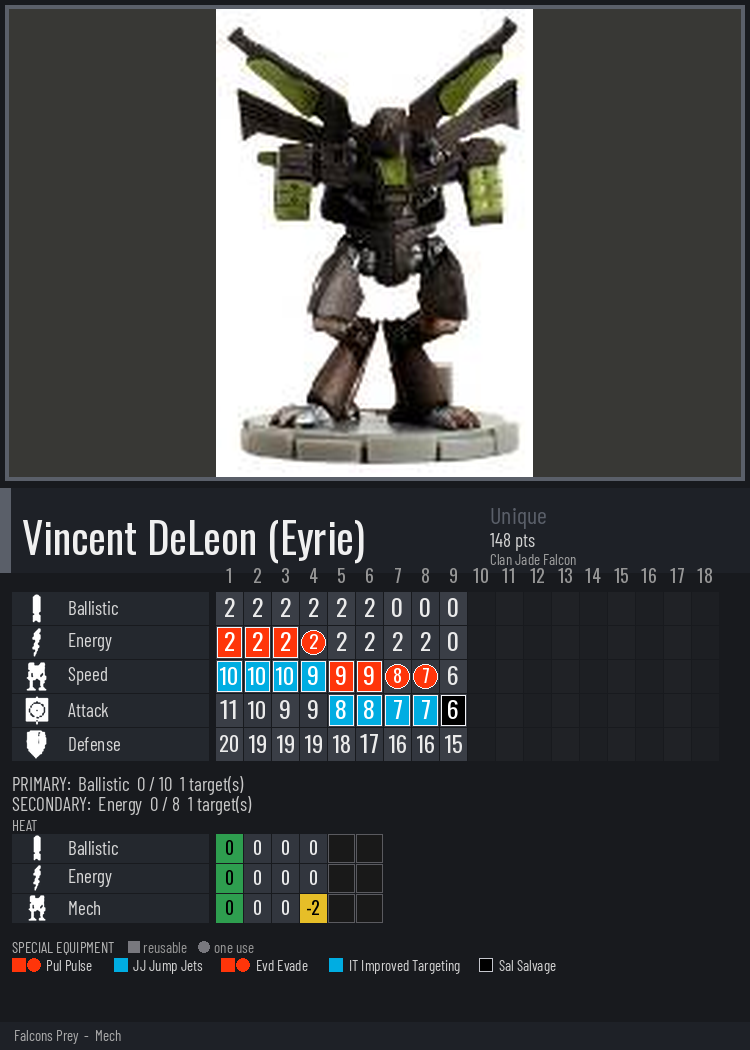 Vincent DeLeon (Eyrie)
Unique
148 pts
Clan Jade Falcon
1 2 3 4 5 6 7 8 9 10 11 12 13 14 15 16 17 18
Ballistic 2 2 2 2 2 2 0 0 0
Energy 2 2 2 2 2 2 2 2 0
Speed 10 10 10 9 9 9 8 7 6
Attack 11 10 9 9 8 8 7 7 6
Defense 20 19 19 19 18 17 16 16 15
PRIMARY: Ballistic 0 / 10 1 target(s)
SECONDARY: Energy 0 / 8 1 target(s)
HEAT
Ballistic 0 0 0 0
Energy 0 0 0 0
Mech 0 0 0 -2
SPECIAL EQUIPMENT reusable one use
Pul Pulse JJ Jump Jets Evd Evade IT Improved Targeting Sal Salvage
Falcons Prey - Mech